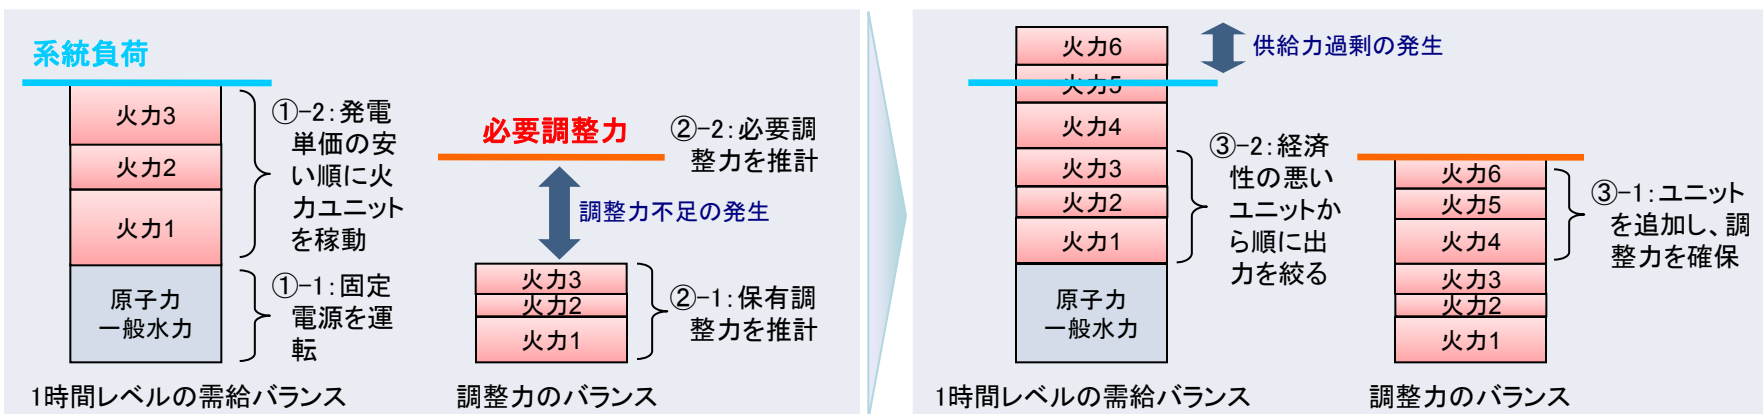 系統負荷
火力3
火力2
火力1
原子力
一般水力
①-2：発電
単価の安
い順に火
力ユニット
を稼動
①-1：固定
電源を運
転
1時間レベルの需給バランス
必要調整力
②-2：必要調
整力を推計
調整力不足の発生
火力3
火力2
火力1
②-1：保有調
整力を推計
調整力のバランス
火力6
火力5
火力4
火力3
火力2
火力1
原子力
一般水力
供給力過剰の発生
③-2：経済
性の悪い
ユニットか
ら順に出
力を絞る
1時間レベルの需給バランス
火力6
火力5
火力4
火力3
火力2
火力1
③-1：ユニット
を追加し、調
整力を確保
調整力のバランス